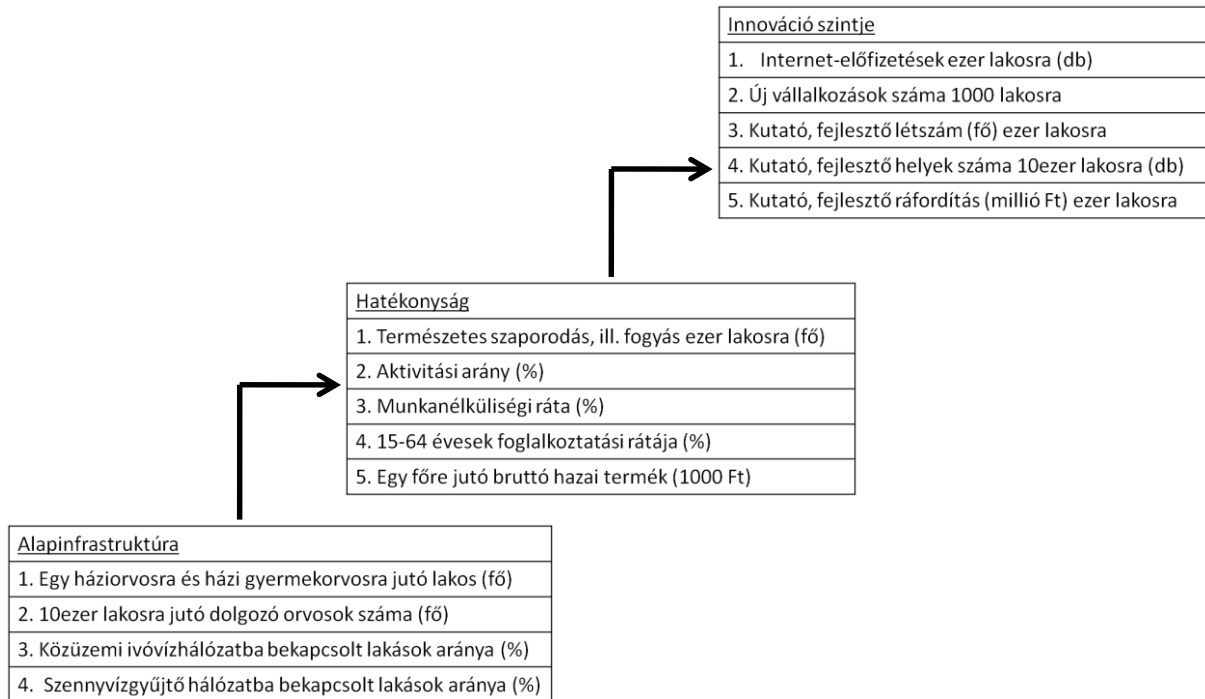 Innováció szintje
1. Internet-előfizetések ezer lakosra (db)
2. Új vállalkozások száma 1000 lakosra
3. Kutató, fejlesztő létszám (fő) ezer lakosra
4. Kutató, fejlesztő helyek száma 10ezer lakosra (db)
5. Kutató, fejlesztő ráfordítás (millió Ft) ezer lakosra
Hatékonyság
1. Természetes szaporodás, ill. fogyás ezer lakosra (fő)
2. Aktivitási arány (%)
3. Munkanélküliségi ráta (%)
4. 15-64 évesek foglalkoztatási rátája (%)
5. Egy főre jutó bruttó hazai termék (1000 Ft)
Alapinfrastruktúra
1. Egy háziorvosra és házi gyermekorvosra jutó lakos (fő)
2. 10ezer lakosra jutó dolgozó orvosok száma (fő)
3. Közüzemi ivóvízhálózatba bekapcsolt lakások aránya (%)
4. Szennyvízgyűjtő hálózatba bekapcsolt lakások aránya (%)